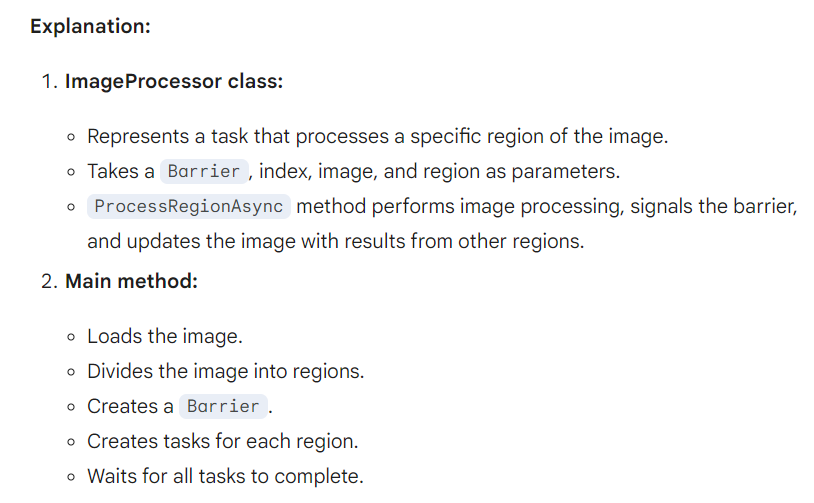 Explanation:
1. ImageProcessor class:
Represents a task that processes a specific region of the image.
Takes a Barrier, index, image, and region as parameters.
ProcessRegionAsync method performs image processing, signals the barrier,
and updates the image with results from other regions.
2. Main method:
Loads the image.
Divides the image into regions.
Creates a Barrier.
Creates tasks for each region.
Waits for all tasks to complete.